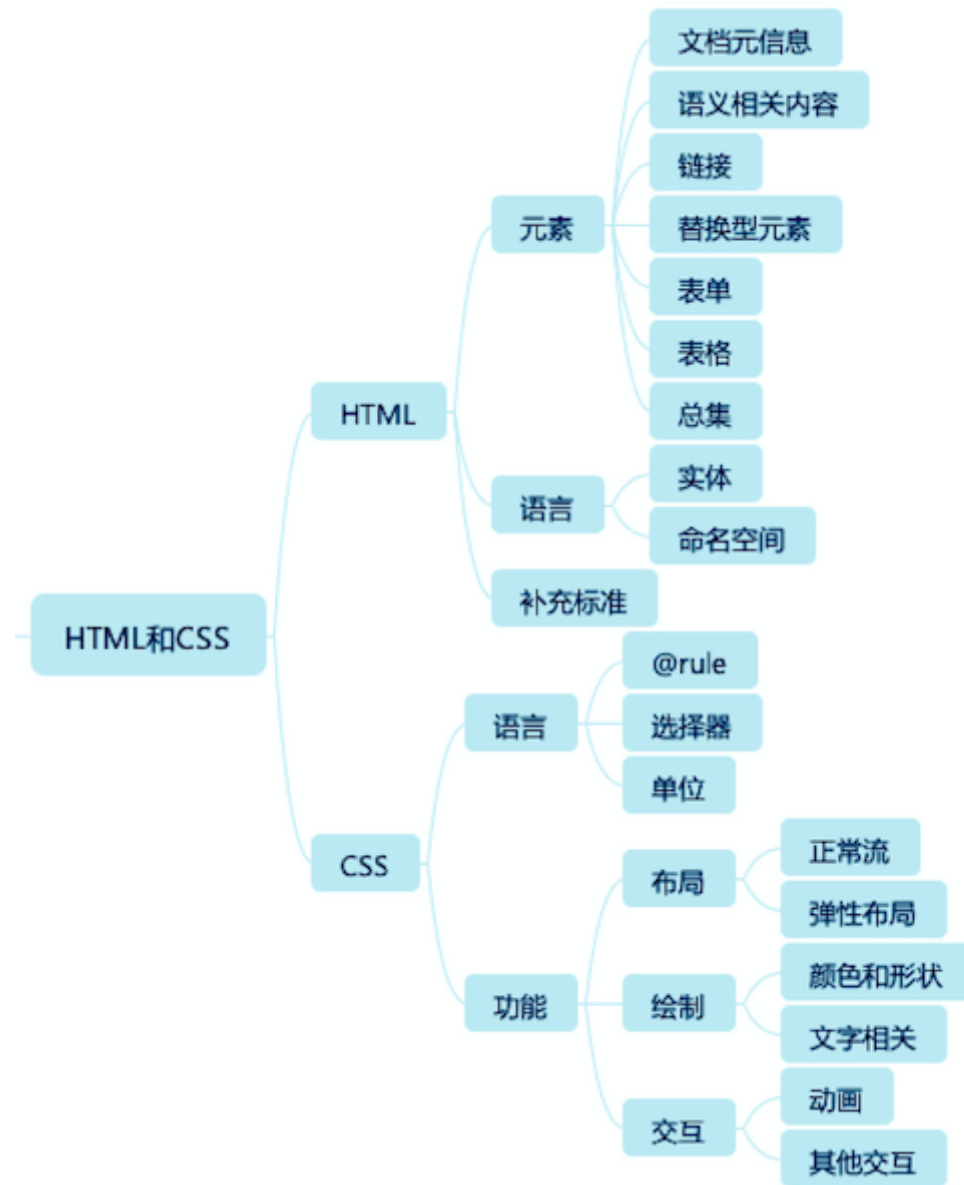 文档元信息
语义相关内容
链接
元素
替换型元素
表单
表格
HTML
总集
实体
语言
命名空间
补充标准
HTML和CSS
@rule
语言
选择器
单位
正常流
CSS
布局
弹性布局
颜色和形状
功能
绘制
文字相关
动画
交互
其他交互